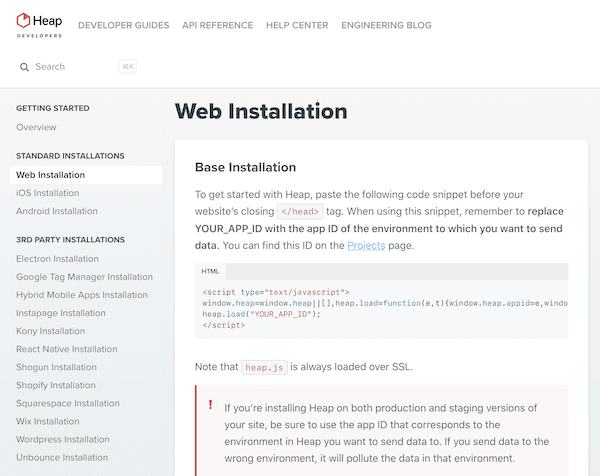 Heap
DEVELOPERS
DEVELOPER GUIDES API REFERENCE HELP CENTER ENGINEERING BLOG
Search ⌘K
GETTING STARTED
Overview
STANDARD INSTALLATIONS
Web Installation
iOS Installation
Android Installation
3RD PARTY INSTALLATIONS
Electron Installation
Google Tag Manager Installation
Hybrid Mobile Apps Installation
Instapage Installation
Kony Installation
React Native Installation
Shogun Installation
Shopify Installation
Squarespace Installation
Wix Installation
Wordpress Installation
Unbounce Installation
Web Installation
Base Installation
To get started with Heap, paste the following code snippet before your
website's closing </head> tag. When using this snippet, remember to replace
YOUR_APP_ID with the app ID of the environment to which you want to send
data. You can find this ID on the Projects page.
HTML
<script type="text/javascript">
window.heap=window.heap||[],heap.load=function(e,t){window.heap.appid=e,windo
heap.load("YOUR_APP_ID");
</script>
Note that heap.js is always loaded over SSL.
! If you're installing Heap on both production and staging versions of
your site, be sure to use the app ID that corresponds to the
environment in Heap you want to send data to. If you send data to the
wrong environment, it will pollute the data in that environment.